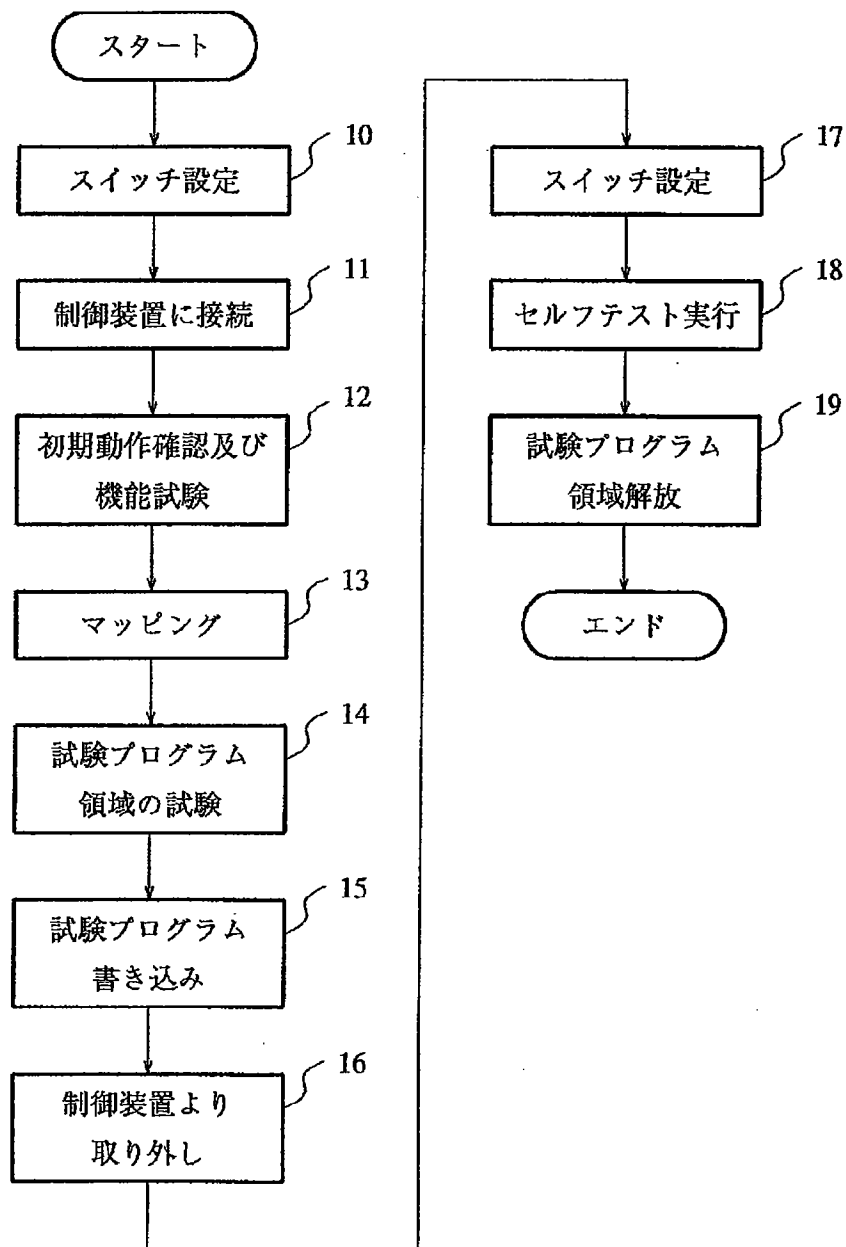 スタート
10
スイッチ設定
11
制御装置に接続
12
初期動作確認及び
機能試験
13
マッピング
14
試験プログラム
領域の試験
15
試験プログラム
書き込み
16
制御装置より
取り外し
17
スイッチ設定
18
セルフテスト実行
19
試験プログラム
領域解放
エンド